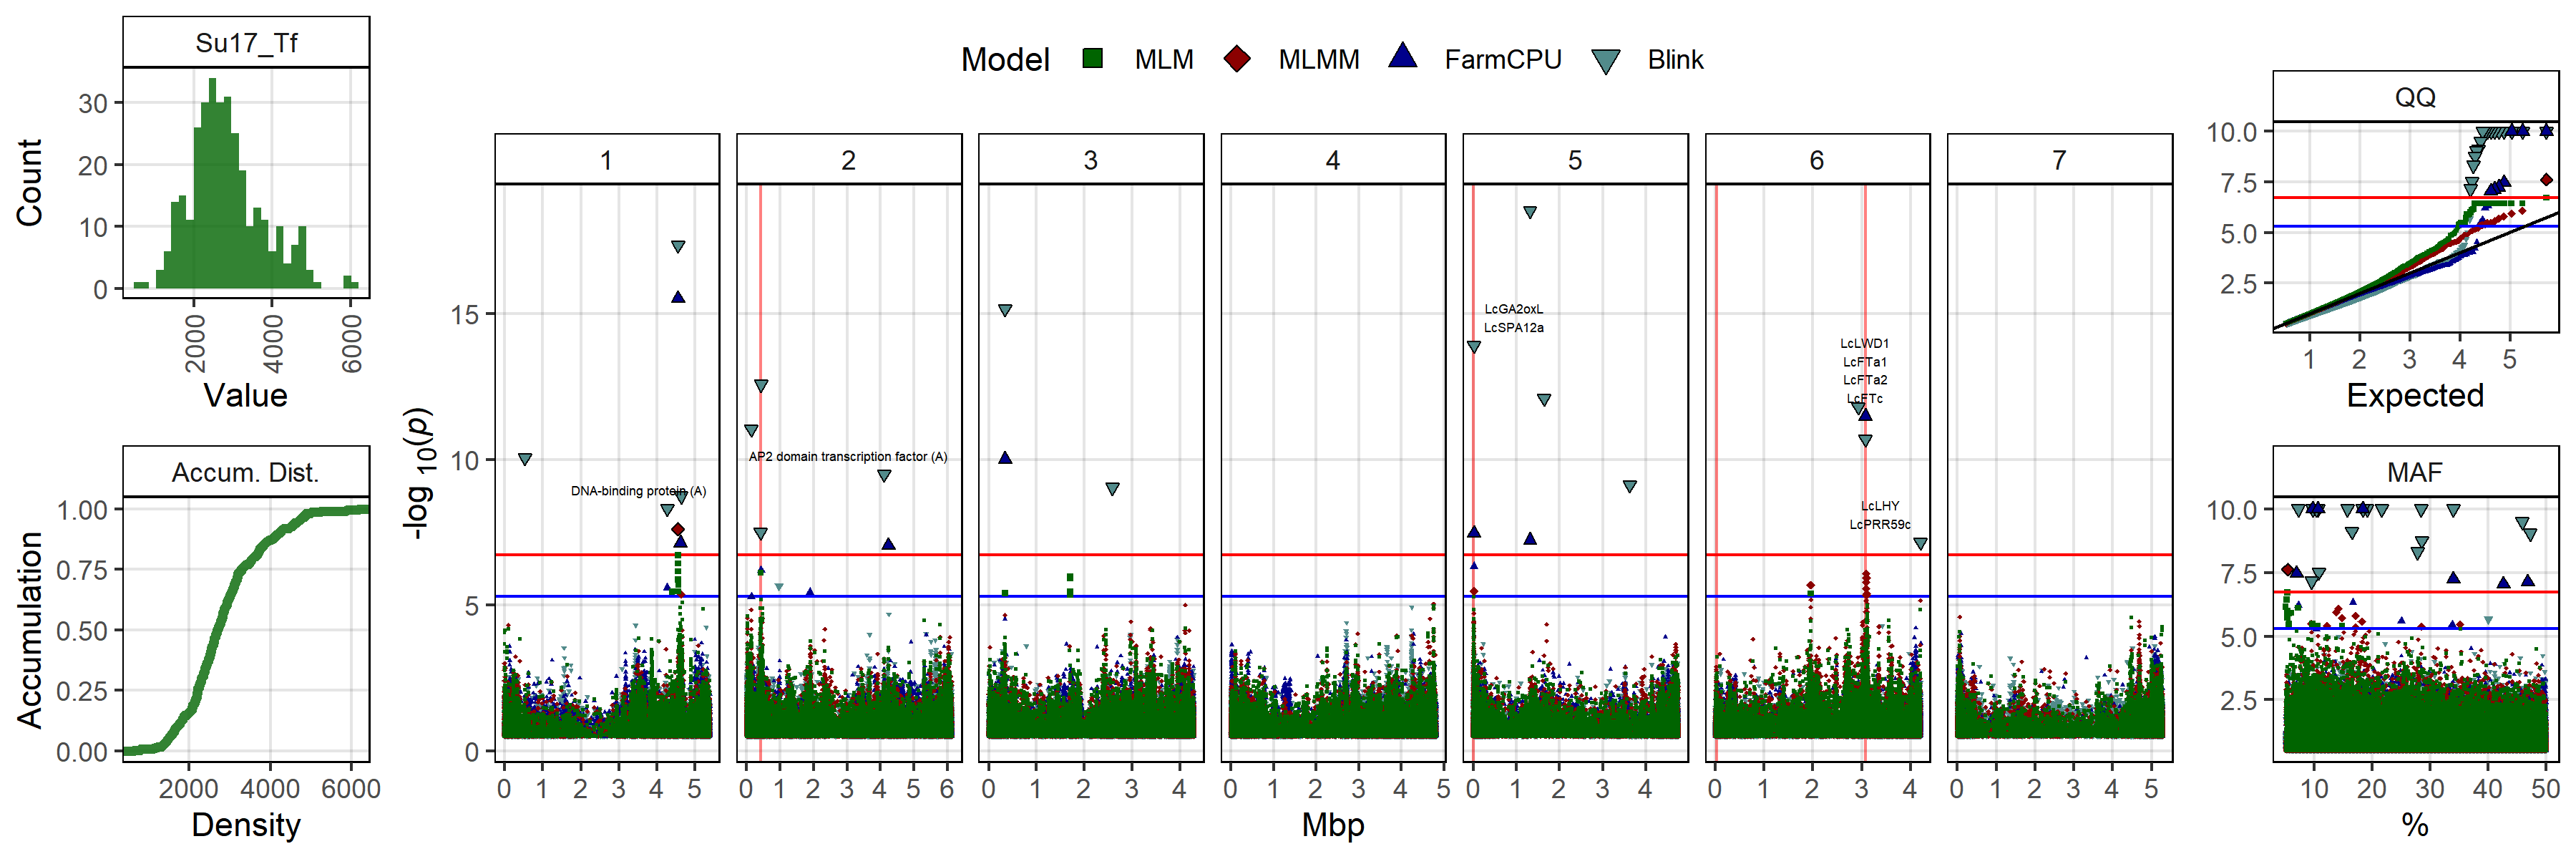 Model MLM MLMM FarmCPU Blink
Su17_Tf
Count
30
20
10
0
2000 4000 6000
Value
Accum. Dist.
Accumulation
1.00
0.75
0.50
0.25
0.00
2000 4000 6000
Density
-log 10(p)
15
10
5
0
1 2 3 4 5 6 7
DNA-binding protein (A)
AP2 domain transcription factor (A)
LcGA2oxL
LcSPA12a
LcLWD1
LcFTa1
LcFTa2
LcFTc
LcLHY
LcPRR59c
0 1 2 3 4 5
0 1 2 3 4 5 6
0 1 2 3 4
0 1 2 3 4 5
0 1 2 3 4
0 1 2 3 4
0 1 2 3 4 5
Mbp
QQ
10.0
7.5
5.0
2.5
1 2 3 4 5
Expected
MAF
10.0
7.5
5.0
2.5
10 20 30 40 50
%